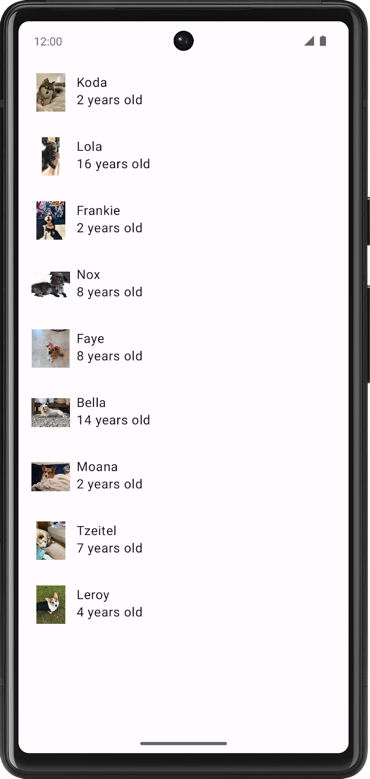 12:00
Koda
2 years old
Lola
16 years old
Frankie
2 years old
Nox
8 years old
Faye
8 years old
Bella
14 years old
Moana
2 years old
Tzeitel
7 years old
Leroy
4 years old